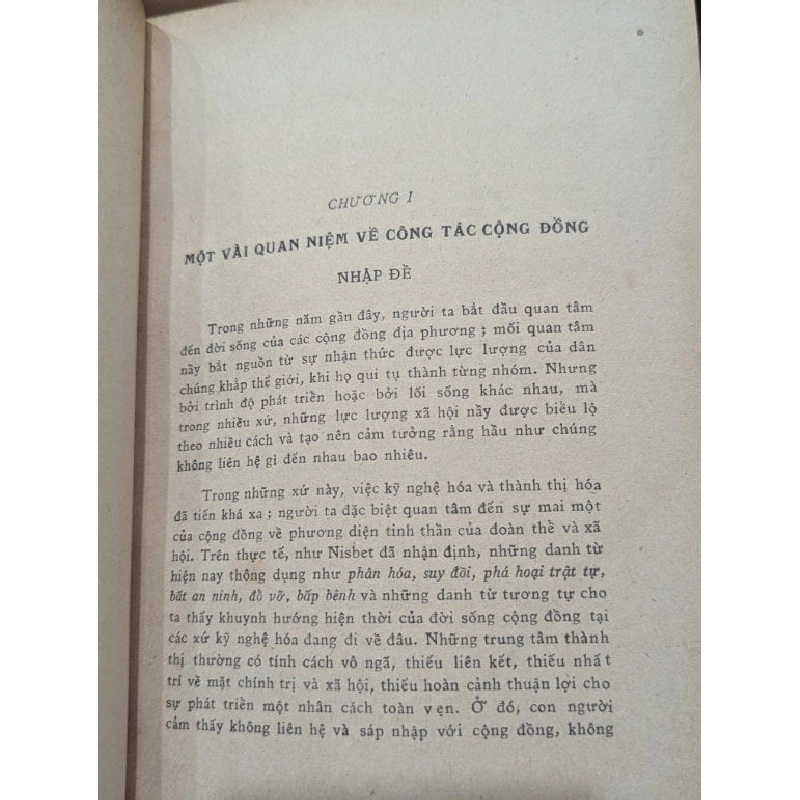 CHƯƠNG I
MỘT VÀI QUAN NIỆM VỀ CÔNG TÁC CỘNG ĐỒNG
NHẬP ĐỀ
Trong những năm gần đây, người ta bắt đầu quan tâm
đến đời sống của các cộng đồng địa phương ; mối quan tâm
nầy bắt nguồn từ sự nhận thức được lực lượng của dân
chúng khắp thế giới, khi họ qui tụ thành từng nhóm. Nhưng
bởi trình độ phát triển hoặc bởi lối sống khác nhau, mà
trong nhiều xứ, những lực lượng xã hội nầy được biểu lộ
theo nhiều cách và tạo nên cảm tưởng rằng hầu như chúng
không liên hệ gì đến nhau bao nhiêu.
Trong những xứ này, việc kỹ nghệ hóa và thành thị hóa
đã tiến khá xa ; người ta đặc biệt quan tâm đến sự mai một
của cộng đồng về phương diện tinh thần của đoàn thể và xã
hội. Trên thực tế, như Nisbet đã nhận định, những danh từ
hiện nay thông dụng như phân hóa, suy đồi, phá hoại trật tự,
bất an ninh, đổ vỡ, bấp bênh và những danh từ tương tự cho
ta thấy khuynh hướng hiện thời của đời sống cộng đồng tại
các xứ kỹ nghệ hóa đang đi về đâu. Những trung tâm thành
thị thường có tính cách vô ngã, thiếu liên kết, thiếu nhất
trí về mặt chính trị và xã hội, thiếu hoàn cảnh thuận lợi cho
sự phát triển một nhân cách toàn vẹn. Ở đó, con người
cảm thấy không liên hệ và sáp nhập với cộng đồng, không